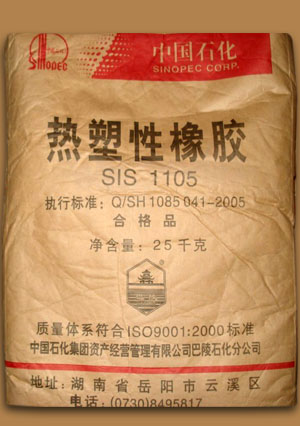 SINOPEC
中国石化
SINOPEC CORP.
热塑性橡胶
SIS 1105
执行标准：Q/SH 1085 041-2005
合格品
净含量：25千克
质量体系符合ISO9001:2000标准
中国石化集团资产经营管理有限公司巴陵石化分公司
地址：湖南省岳阳市云溪区
电话：(0730)8495817